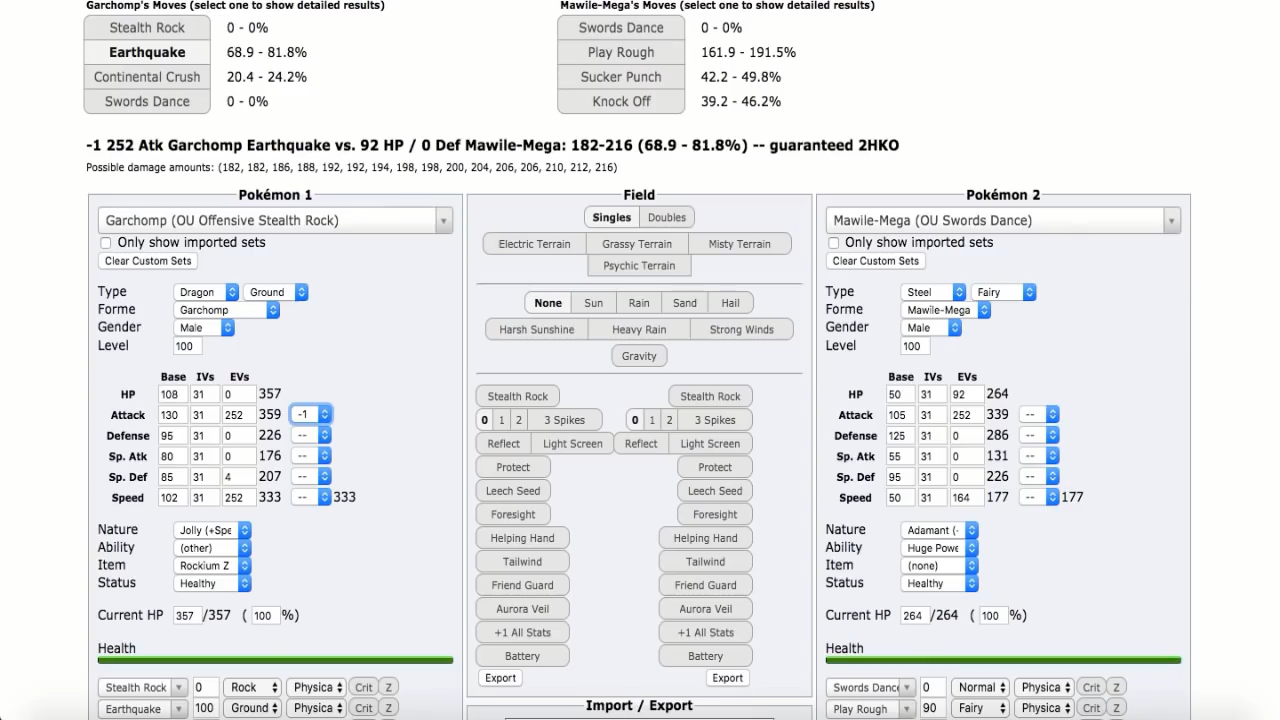 Garchomp's Moves (select one to show detailed results) Mawile-Mega's Moves (select one to show detailed results)
Stealth Rock 0 - 0% Swords Dance 0 - 0%
Earthquake 68.9 - 81.8% Play Rough 161.9 - 191.5%
Continental Crush 20.4 - 24.2% Sucker Punch 42.2 - 49.8%
Swords Dance 0 - 0% Knock Off 39.2 - 46.2%
-1 252 Atk Garchomp Earthquake vs. 92 HP / 0 Def Mawile-Mega: 182-216 (68.9 - 81.8%) -- guaranteed 2HKO
Possible damage amounts: (182, 182, 186, 188, 192, 192, 194, 198, 198, 200, 204, 206, 206, 210, 212, 216)
Pokémon 1
Garchomp (OU Offensive Stealth Rock)
Only show imported sets
Clear Custom Sets
Type Dragon Ground
Forme Garchomp
Gender Male
Level 100
Base IVs EVs
HP 108 31 0 357
Attack 130 31 252 359 -1
Defense 95 31 0 226 --
Sp. Atk 80 31 0 176 --
Sp. Def 85 31 4 207 --
Speed 102 31 252 333 -- 333
Nature Jolly (+Spe
Ability (other)
Item Rockium Z
Status Healthy
Current HP 357 /357 ( 100 %)
Health
Stealth Rock 0 Rock Physica Crit Z
Earthquake 100 Ground Physica Crit Z
Field
Singles Doubles
Electric Terrain Grassy Terrain Misty Terrain
Psychic Terrain
None Sun Rain Sand Hail
Harsh Sunshine Heavy Rain Strong Winds
Gravity
Stealth Rock Stealth Rock
0 1 2 3 Spikes 0 1 2 3 Spikes
Reflect Light Screen Reflect Light Screen
Protect Protect
Leech Seed Leech Seed
Foresight Foresight
Helping Hand Helping Hand
Tailwind Tailwind
Friend Guard Friend Guard
Aurora Veil Aurora Veil
+1 All Stats +1 All Stats
Battery Battery
Export Export
Import / Export
Pokémon 2
Mawile-Mega (OU Swords Dance)
Only show imported sets
Clear Custom Sets
Type Steel Fairy
Forme Mawile-Mega
Gender Male
Level 100
Base IVs EVs
HP 50 31 92 264
Attack 105 31 252 339 --
Defense 125 31 0 286 --
Sp. Atk 55 31 0 131 --
Sp. Def 95 31 0 226 --
Speed 50 31 164 177 -- 177
Nature Adamant (-
Ability Huge Powe
Item (none)
Status Healthy
Current HP 264 /264 ( 100 %)
Health
Swords Danc 0 Normal Physica Crit Z
Play Rough 90 Fairy Physica Crit Z